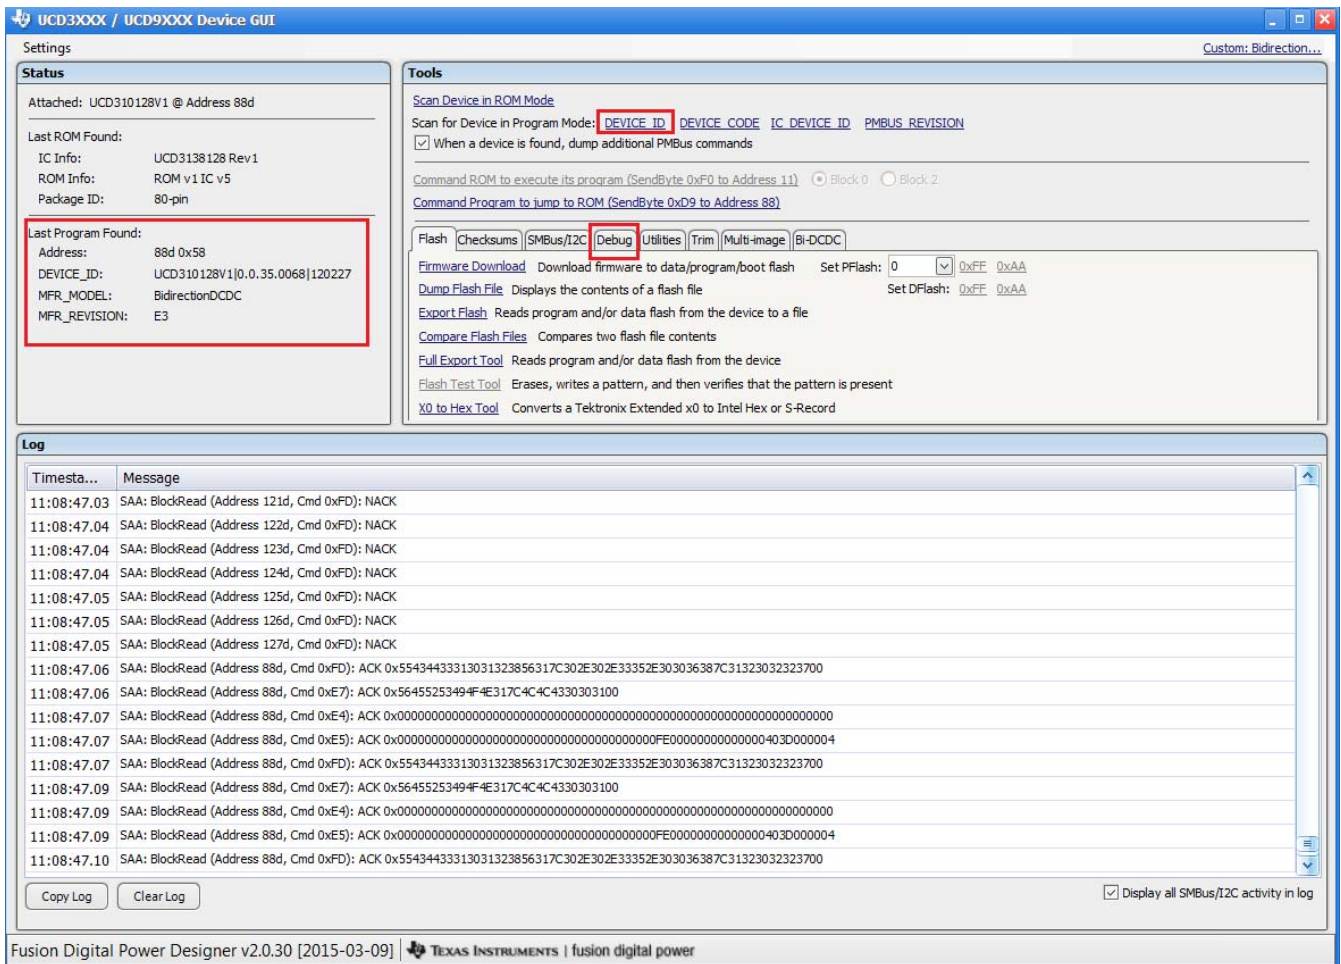 UCD3XXX / UCD9XXX Device GUI
Settings
Custom: Bidirection...
Status
Attached: UCD310128V1 @ Address 88d
Last ROM Found:
IC Info: UCD3138128 Rev1
ROM Info: ROM v1 IC v5
Package ID: 80-pin
Last Program Found:
Address: 88d 0x58
DEVICE_ID: UCD310128V1|0.0.35.0068|120227
MFR_MODEL: BidirectionDCDC
MFR_REVISION: E3
Tools
Scan Device in ROM Mode
Scan for Device in Program Mode: DEVICE_ID DEVICE_CODE IC_DEVICE_ID PMBUS_REVISION
When a device is found, dump additional PMBus commands
Command ROM to execute its program (SendByte 0xF0 to Address 11) Block 0 Block 2
Command Program to jump to ROM (SendByte 0xD9 to Address 88)
Flash Checksums SMBus/I2C Debug Utilities Trim Multi-image Bi-DCDC
Firmware Download Download firmware to data/program/boot flash Set PFlash: 0 0xFF 0xAA
Dump Flash File Displays the contents of a flash file Set DFlash: 0xFF 0xAA
Export Flash Reads program and/or data flash from the device to a file
Compare Flash Files Compares two flash file contents
Full Export Tool Reads program and/or data flash from the device
Flash Test Tool Erases, writes a pattern, and then verifies that the pattern is present
X0 to Hex Tool Converts a Tektronix Extended x0 to Intel Hex or S-Record
Log
Timesta... Message
11:08:47.03 SAA: BlockRead (Address 121d, Cmd 0xFD): NACK
11:08:47.04 SAA: BlockRead (Address 122d, Cmd 0xFD): NACK
11:08:47.04 SAA: BlockRead (Address 123d, Cmd 0xFD): NACK
11:08:47.04 SAA: BlockRead (Address 124d, Cmd 0xFD): NACK
11:08:47.05 SAA: BlockRead (Address 125d, Cmd 0xFD): NACK
11:08:47.05 SAA: BlockRead (Address 126d, Cmd 0xFD): NACK
11:08:47.05 SAA: BlockRead (Address 127d, Cmd 0xFD): NACK
11:08:47.06 SAA: BlockRead (Address 88d, Cmd 0xFD): ACK 0x55434433313031323856317C302E302E33352E303036387C31323032323700
11:08:47.06 SAA: BlockRead (Address 88d, Cmd 0xE7): ACK 0x56455253494F4E317C4C4C4330303100
11:08:47.07 SAA: BlockRead (Address 88d, Cmd 0xE4): ACK
11:08:47.07 SAA: BlockRead (Address 88d, Cmd 0xE5): ACK
11:08:47.07 SAA: BlockRead (Address 88d, Cmd 0xFD): ACK 0x55434433313031323856317C302E302E33352E303036387C31323032323700
11:08:47.09 SAA: BlockRead (Address 88d, Cmd 0xE7): ACK 0x56455253494F4E317C4C4C4330303100
11:08:47.09 SAA: BlockRead (Address 88d, Cmd 0xE4): ACK
11:08:47.09 SAA: BlockRead (Address 88d, Cmd 0xE5): ACK
11:08:47.10 SAA: BlockRead (Address 88d, Cmd 0xFD): ACK 0x55434433313031323856317C302E302E33352E303036387C31323032323700
Copy Log Clear Log Display all SMBus/I2C activity in log
Fusion Digital Power Designer v2.0.30 [2015-03-09] TEXAS INSTRUMENTS | fusion digital power